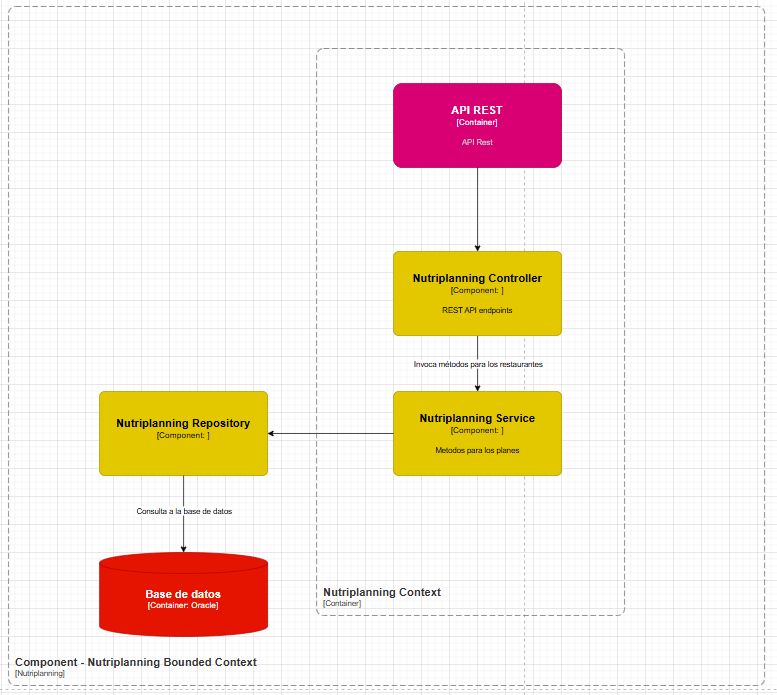 API REST
[Container]
API Rest
Nutriplanning Controller
[Component: ]
REST API endpoints
Invoca métodos para los restaurantes
Nutriplanning Repository
[Component: ]
Nutriplanning Service
[Component: ]
Metodos para los planes
Consulta a la base de datos
Base de datos
[Container: Oracle]
Nutriplanning Context
[Container]
Component - Nutriplanning Bounded Context
[Nutriplanning]